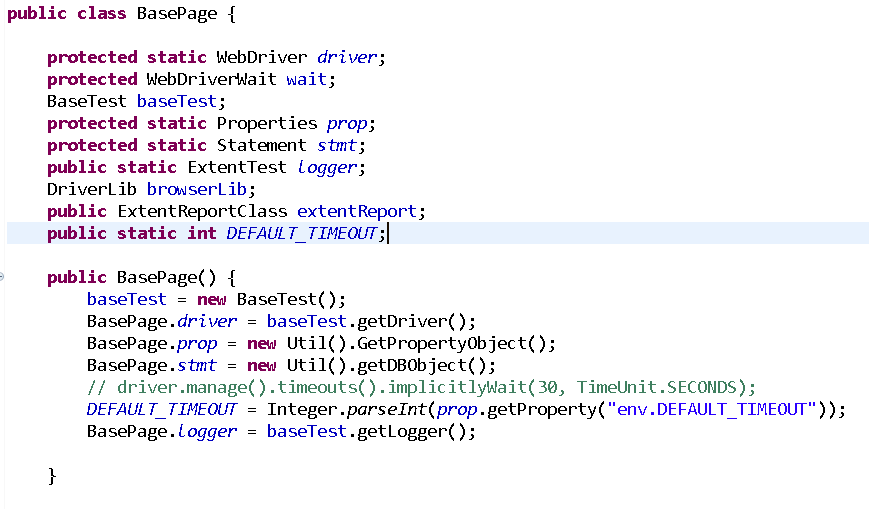 public class BasePage {
protected static WebDriver driver;
protected WebDriverWait wait;
BaseTest baseTest;
protected static Properties prop;
protected static Statement stmt;
public static ExtentTest logger;
DriverLib browserLib;
public ExtentReportClass extentReport;
public static int DEFAULT_TIMEOUT;
public BasePage() {
baseTest = new BaseTest();
BasePage.driver = baseTest.getDriver();
BasePage.prop = new Util().GetPropertyObject();
BasePage.stmt = new Util().getDBObject();
// driver.manage().timeouts().implicitlyWait(30, TimeUnit.SECONDS);
DEFAULT_TIMEOUT = Integer.parseInt(prop.getProperty("env.DEFAULT_TIMEOUT"));
BasePage.logger = baseTest.getLogger();
}